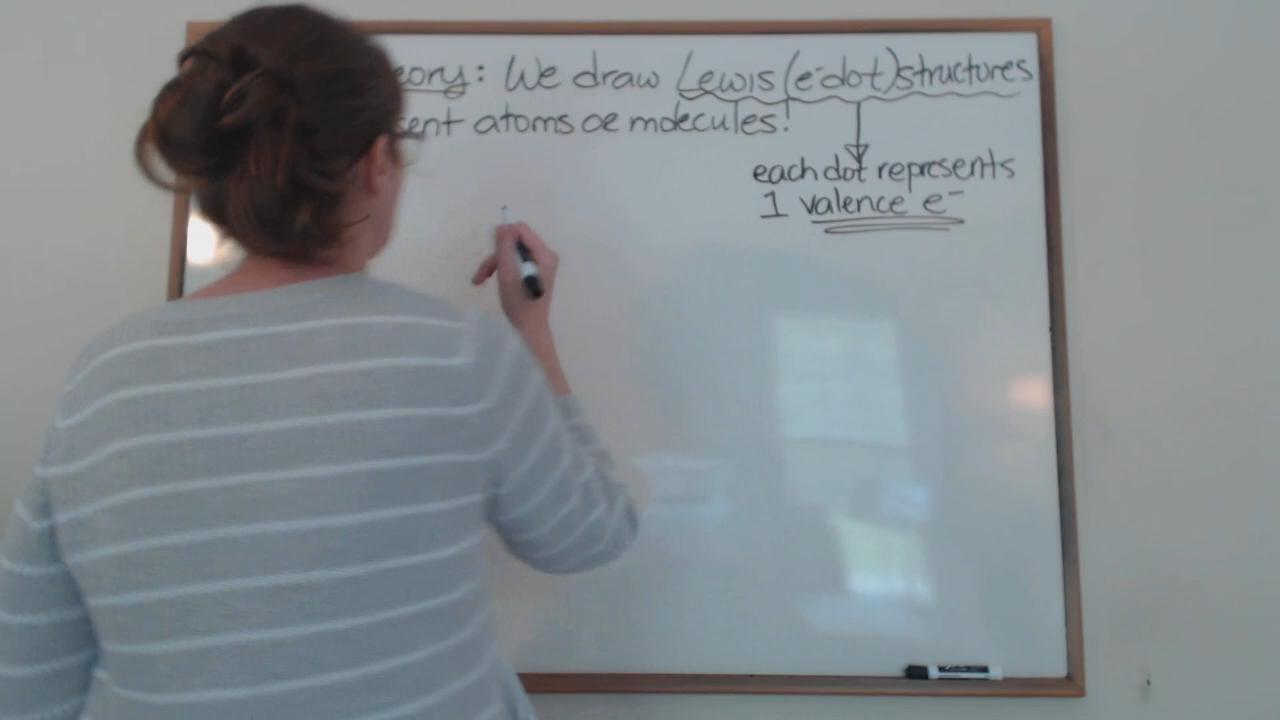 eory: We draw Lewis (e⁻dot) structures
sent atoms or molecules!
each dot represents
1 valence e⁻